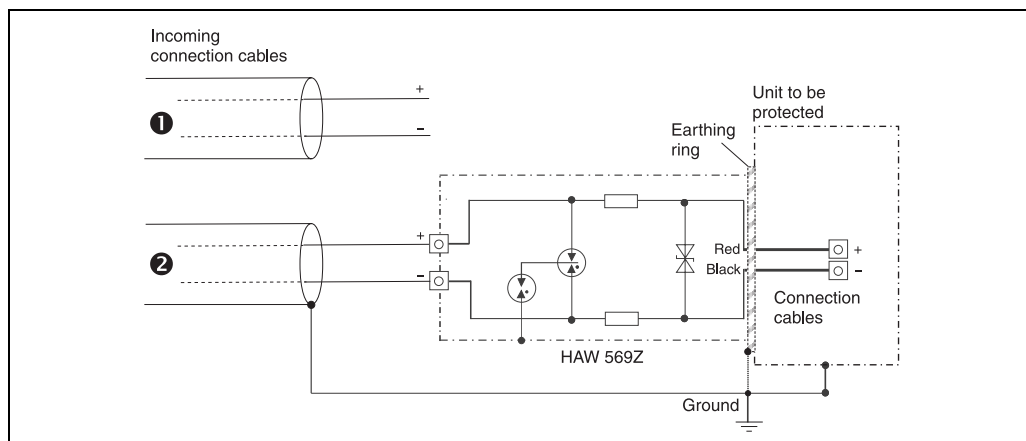 Incoming
connection cables
+
❶
-
Unit to be
protected
Earthing
ring
❷
+
-
Red
Black
+
-
Connection
cables
HAW 569Z
Ground